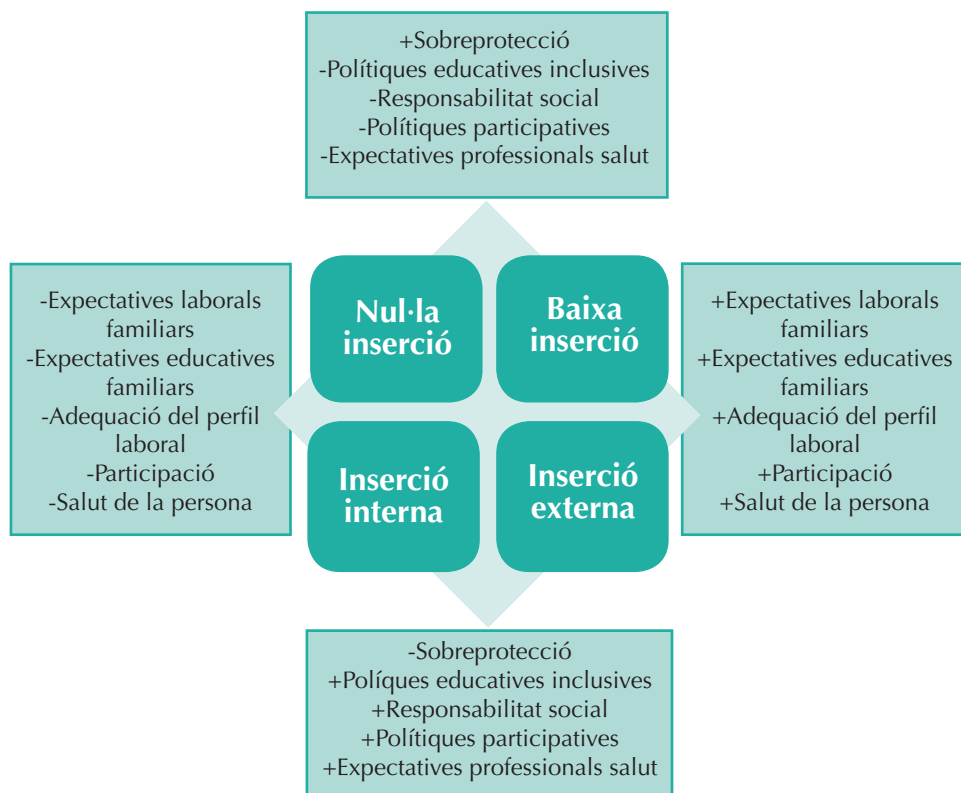 +Sobreprotecció
-Polítiques educatives inclusives
-Responsabilitat social
-Polítiques participatives
-Expectatives professionals salut
-Expectatives laborals
familiars
-Expectatives educatives
familiars
-Adequació del perfil
laboral
-Participació
-Salut de la persona
Nul·la
inserció
Baixa
inserció
Inserció
interna
Inserció
externa
+Expectatives laborals
familiars
+Expectatives educatives
familiars
+Adequació del perfil
laboral
+Participació
+Salut de la persona
-Sobreprotecció
+Políques educatives inclusives
+Responsabilitat social
+Polítiques participatives
+Expectatives professionals salut